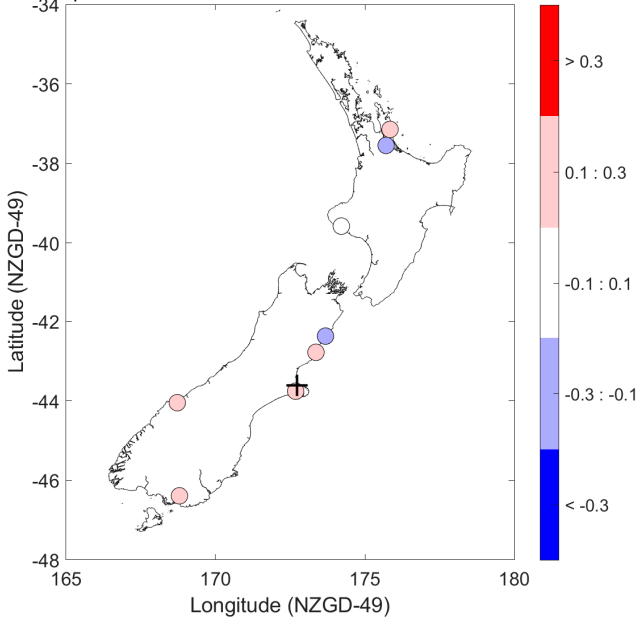 -34
-36
-38
-40
-42
-44
-46
-48
165
170
175
180
Latitude (NZGD-49)
Longitude (NZGD-49)
> 0.3
0.1 : 0.3
-0.1 : 0.1
-0.3 : -0.1
< -0.3